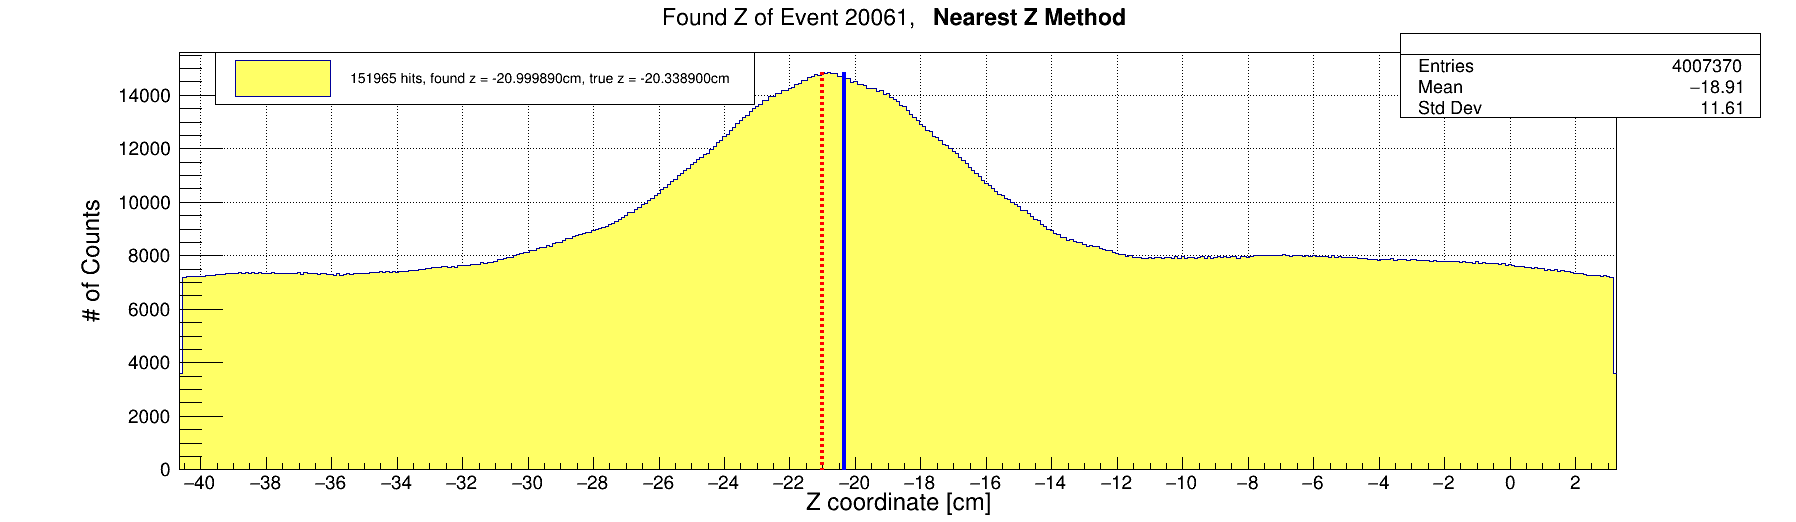 Found Z of Event 20061, Nearest Z Method
151965 hits, found z = -20.999890cm, true z = -20.338900cm
Entries 4007370
Mean −18.91
Std Dev 11.61
# of Counts
14000
12000
10000
8000
6000
4000
2000
0
−40 −38 −36 −34 −32 −30 −28 −26 −24 −22 −20 −18 −16 −14 −12 −10 −8 −6 −4 −2 0 2
Z coordinate [cm]